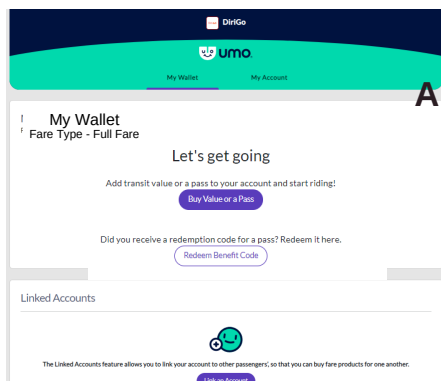 DiriGo
umo.
My Wallet
My Account
A
My Wallet
Fare Type - Full Fare
Let's get going
Add transit value or a pass to your account and start riding!
Buy Value or a Pass
Did you receive a redemption code for a pass? Redeem it here.
Redeem Benefit Code
Linked Accounts
The Linked Accounts feature allows you to link your account to other passengers', so that you can buy fare products for one another.
Link an Account